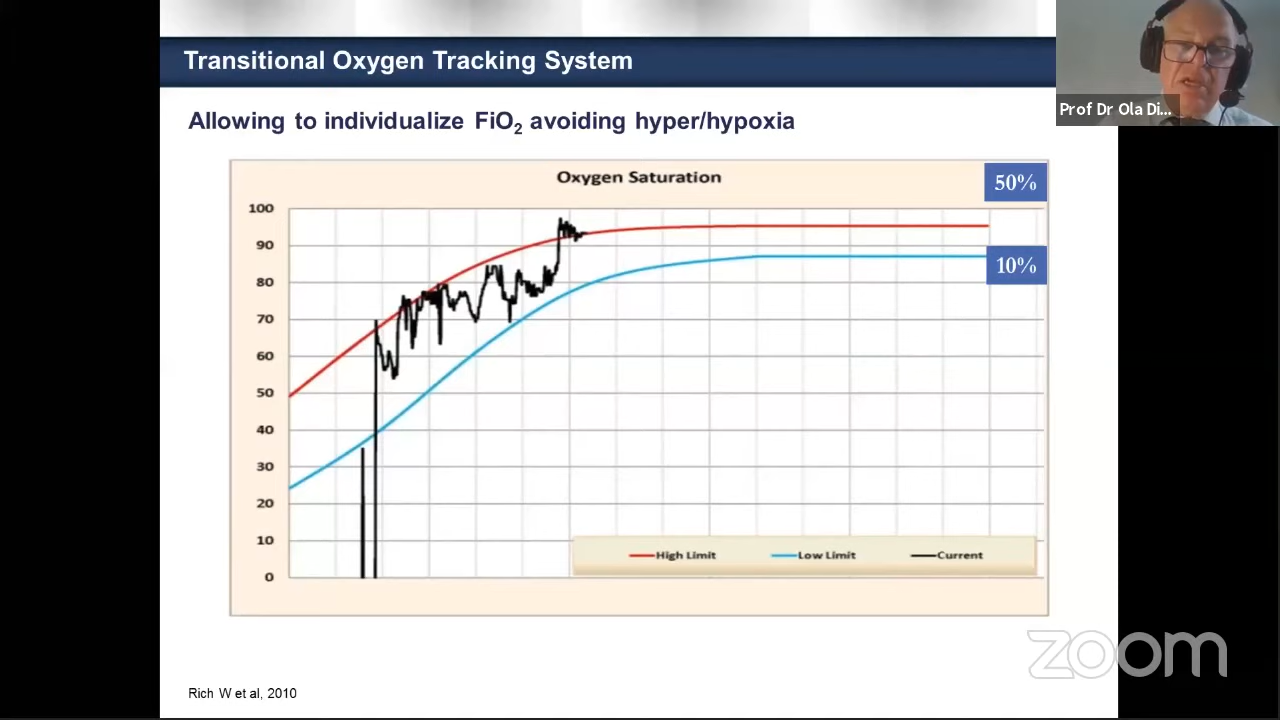 Transitional Oxygen Tracking System
Prof Dr Ola Di...
Allowing to individualize FiO₂ avoiding hyper/hypoxia
Oxygen Saturation
50%
100
90
10%
80
70
60
50
40
30
20
10
High Limit Low Limit Current
0
zoom
Rich W et al, 2010